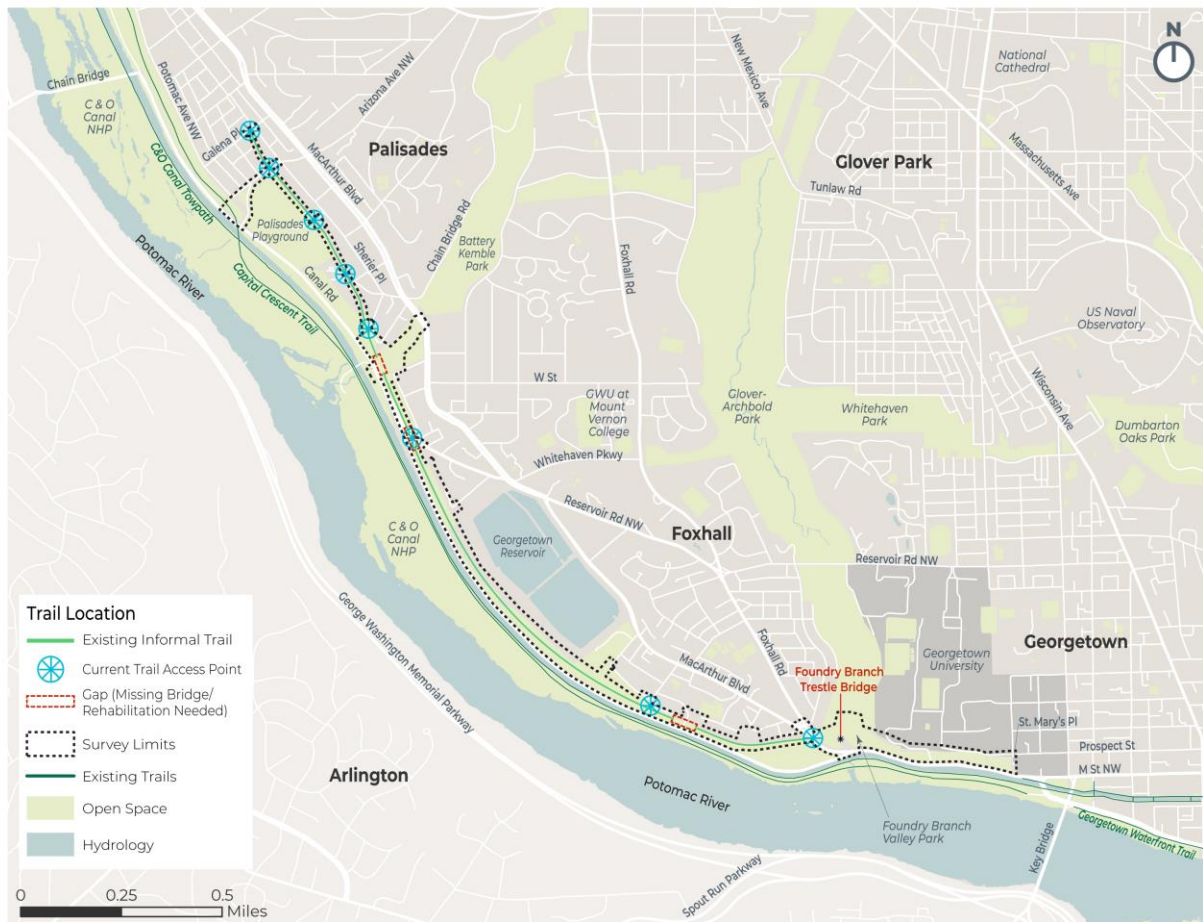 N
National
Cathedral
New Mexico Ave
Massachusetts Ave
Chain Bridge
Potomac Ave NW
Arizona Ave NW
C & O
Canal
NHP
Galena Pl
MacArthur Blvd
Palisades
Glover Park
Tunlaw Rd
C&O Canal Towpath
Palisades
Playground
Sherier Pl
Chain Bridge Rd
Battery
Kemble
Park
Foxhall Rd
Potomac River
Canal Rd
Capital Crescent Trail
US Naval
Observatory
Wisconsin Ave
W St
GWU at
Mount
Vernon
College
Glover-
Archbold
Park
Whitehaven
Park
Dumbarton
Oaks Park
Whitehaven Pkwy
Reservoir Rd NW
Foxhall
C & O
Canal
NHP
Georgetown
Reservoir
Reservoir Rd NW
George Washington Memorial Parkway
Foxhall Rd
MacArthur Blvd
Georgetown
Georgetown
University
Foundry Branch
Trestle Bridge
St. Mary's Pl
Prospect St
M St NW
Arlington
Potomac River
Foundry Branch
Valley Park
Key Bridge
Georgetown Waterfront Trail
Spout Run Parkway
Trail Location
Existing Informal Trail
Current Trail Access Point
Gap (Missing Bridge/
Rehabilitation Needed)
Survey Limits
Existing Trails
Open Space
Hydrology
0 0.25 0.5
Miles